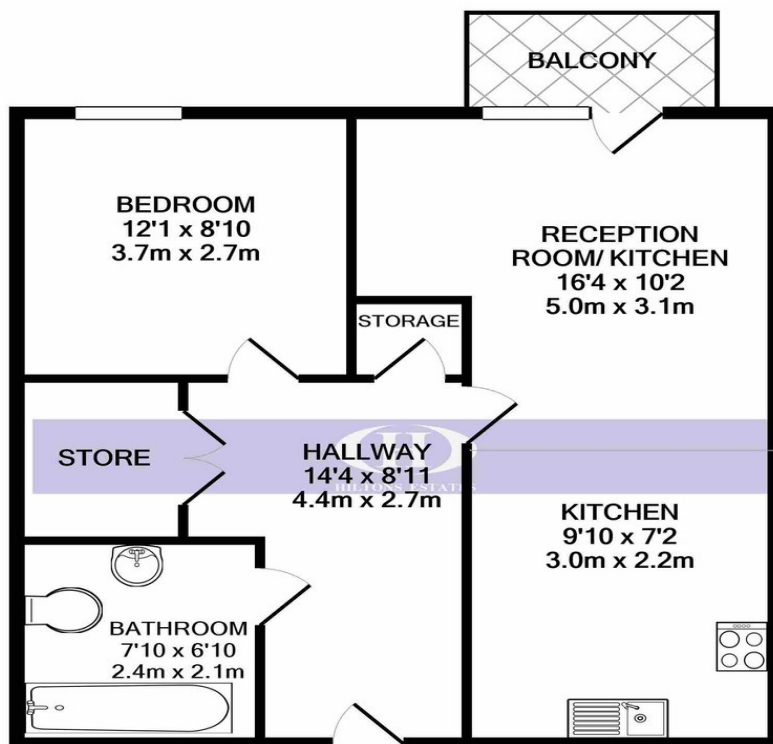 BALCONY
BEDROOM
12'1 x 8'10
3.7m x 2.7m
RECEPTION
ROOM/ KITCHEN
16'4 x 10'2
5.0m x 3.1m
STORAGE
STORE
HALLWAY
14'4 x 8'11
4.4m x 2.7m
HILTONS ESTATES
KITCHEN
9'10 x 7'2
3.0m x 2.2m
BATHROOM
7'10 x 6'10
2.4m x 2.1m